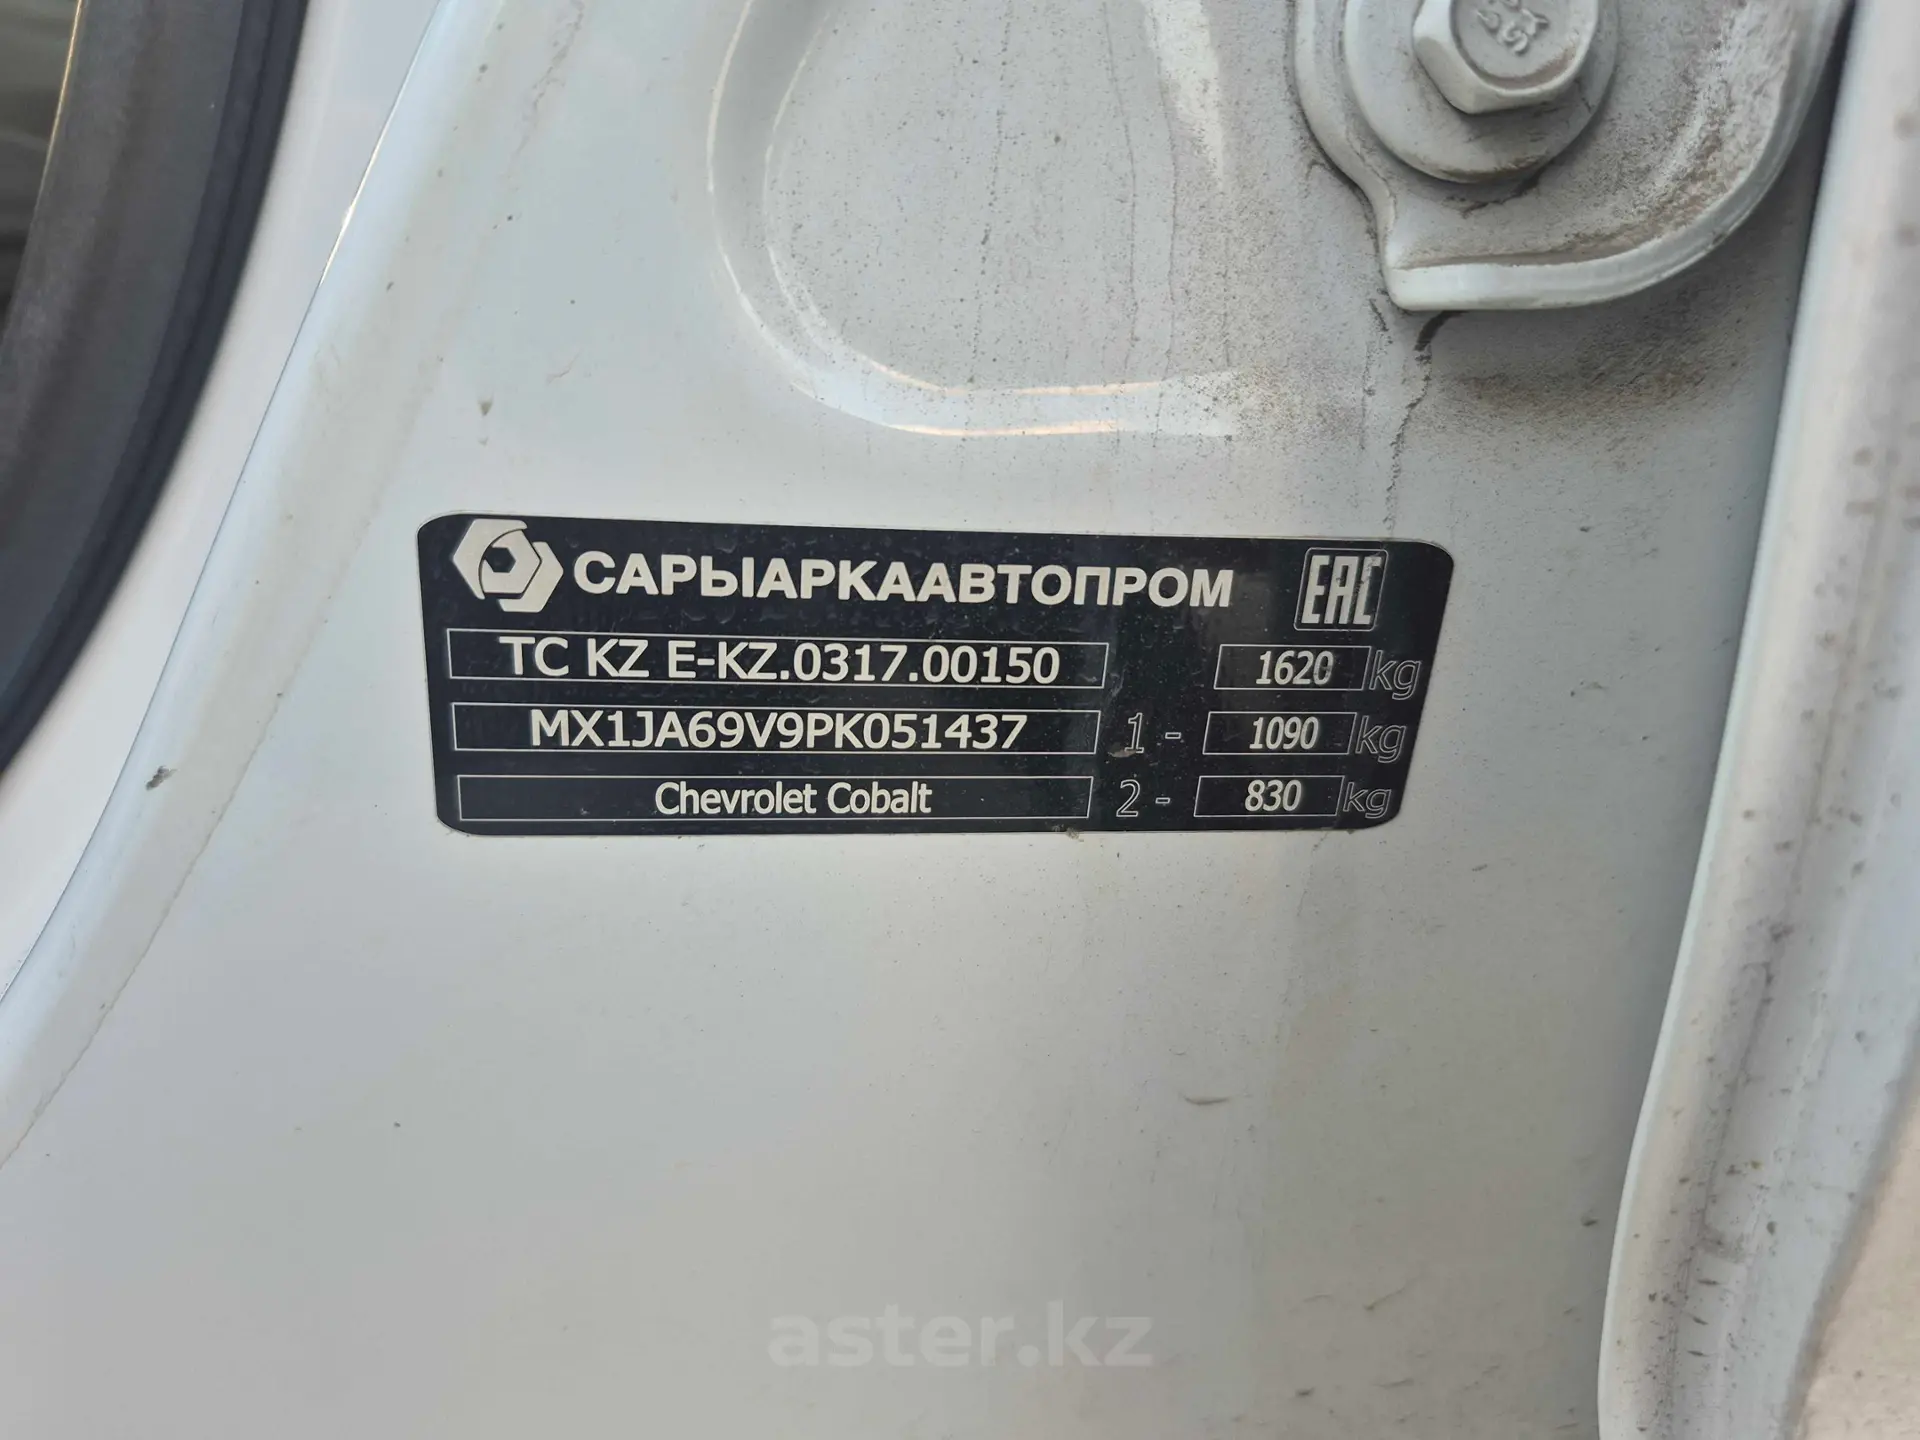 САРЫАРКААВТОПРОМ EAC
TC KZ E-KZ.0317.00150 1620 kg
MX1JA69V9PK051437 1 - 1090 kg
Chevrolet Cobalt 2 - 830 kg
aster.kz